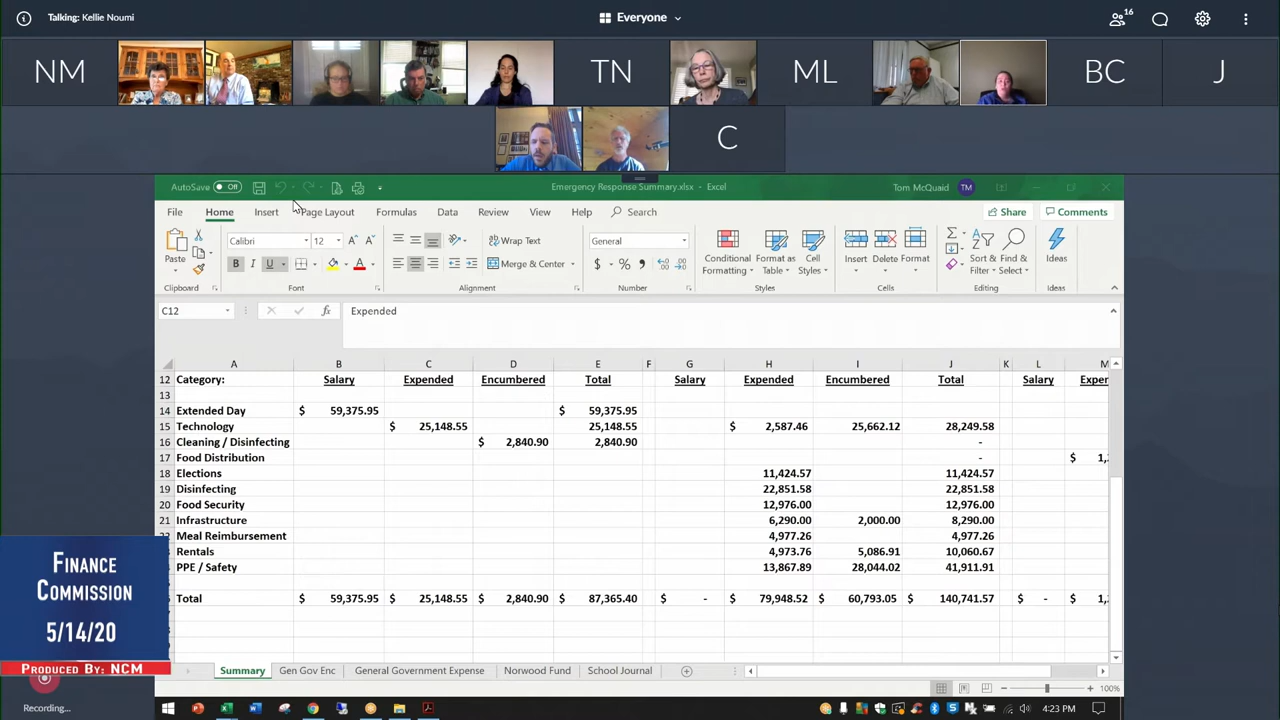 Talking: Kellie Noumi
Everyone
16
NM
TN
ML
BC
J
C
AutoSave Off
Emergency Response Summary.xlsx - Excel
Tom McQuaid TM
File Home Insert Page Layout Formulas Data Review View Help Search
Share Comments
Calibri 12 A A Wrap Text General
Paste
B I U A Merge & Center $ % ,
Conditional Formatting
Format as Table
Cell Styles
Insert Delete Format
Sort & Filter
Find & Select
Ideas
Clipboard Font Alignment Number Styles Cells Editing Ideas
C12 fx Expended
A B C D E F G H I J K L M
12 Category: Salary Expended Encumbered Total Salary Expended Encumbered Total Salary Exper
13
14 Extended Day $ 59,375.95 $ 59,375.95
15 Technology $ 25,148.55 25,148.55 $ 2,587.46 25,662.12 28,249.58
16 Cleaning / Disinfecting $ 2,840.90 2,840.90 -
17 Food Distribution - $ 1,
18 Elections 11,424.57 11,424.57
19 Disinfecting 22,851.58 22,851.58
20 Food Security 12,976.00 12,976.00
21 Infrastructure 6,290.00 2,000.00 8,290.00
Meal Reimbursement 4,977.26 4,977.26
Rentals 4,973.76 5,086.91 10,060.67
PPE / Safety 13,867.89 28,044.02 41,911.91
Total $ 59,375.95 $ 25,148.55 $ 2,840.90 $ 87,365.40 $ - $ 79,948.52 $ 60,793.05 $ 140,741.57 $ - $ 1,
Summary Gen Gov Enc General Government Expense Norwood Fund School Journal
100%
4:23 PM
FINANCE
COMMISSION
5/14/20
PRODUCED BY: NCM
Recording...